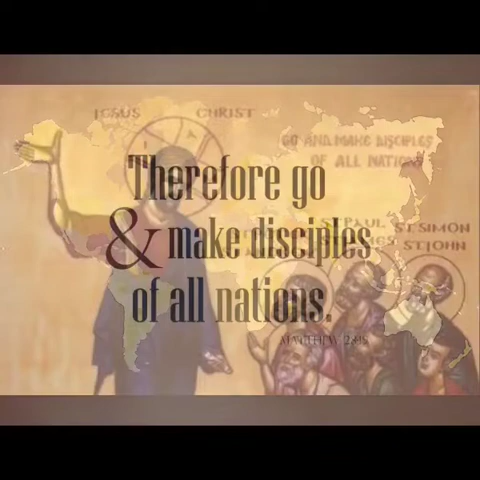 JESUS CHRIST
GO AND MAKE DISCIPLES
OF ALL NATIONS
Therefore go
& make disciples
of all nations.
ST PAUL
ST SIMON
ST JOHN
MATTHEW